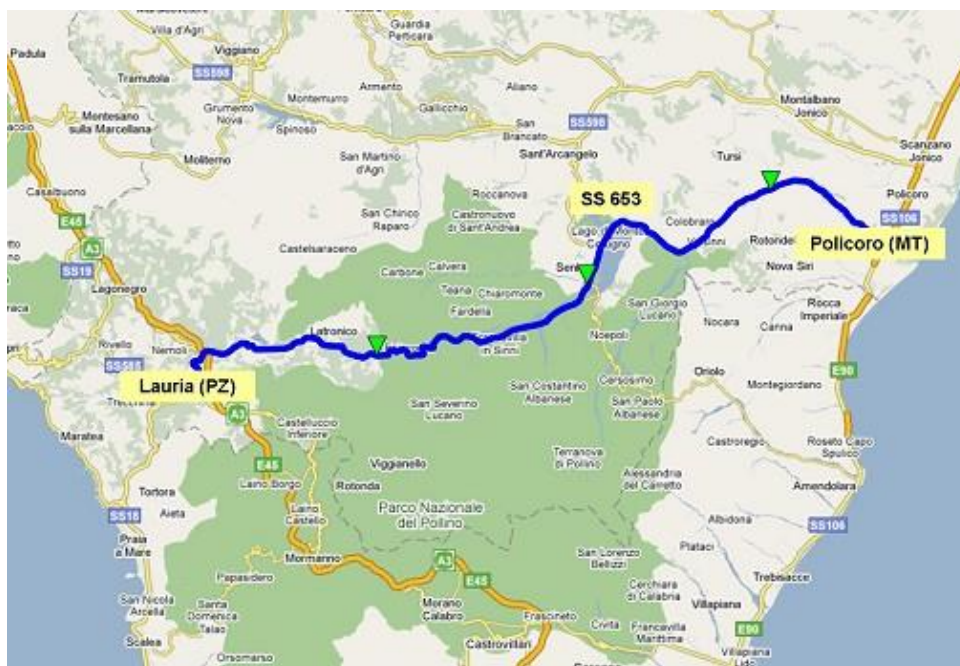 Padula
Villa d'Agri
Viggiano
Guardia
Perticara
SS598
Tramutola
Armento
Aliano
Montemurro
Gallicchio
Montalbano
Jonico
Montesano
sulla Marcellana
Grumento
Nova
Spinoso
San
Brancato
SS598
Scanzano
Jonico
Moliterno
San Martino
d'Agri
Sant'Arcangelo
Tursi
Casalbuono
Roccanova
SS 653
Policoro
E45
San Chirico
Raparo
Castronuovo
di Sant'Andrea
Colobraro
SS106
A3
Castelsaraceno
Policoro (MT)
SS19
Carbone
Calvera
Nova Siri
Lagonegro
Teana
Chiaromonte
San Giorgio
Lucano
Rocca
Imperiale
Fardella
Latronico
Noepoli
Nocara
Canna
Rivello
Nemoli
in Sinni
E90
Lauria (PZ)
Cersosimo
Oriolo
Trecchina
San Costantino
Albanese
San Paolo
Albanese
Montegiordano
A3
San Severino
Lucano
Maratea
Castelluccio
Inferiore
Castroregio
Roseto Capo
Spulico
E45
Viggianello
Terranova
di Pollino
Alessandria
del Carretto
Tortora
Laino Borgo
Rotonda
Amendolara
Aieta
Laino
Castello
Parco Nazionale
del Pollino
Albidona
SS18
SS106
Praia
a Mare
Mormanno
Plataci
A3
San Lorenzo
Bellizzi
Trebisacce
Papasidero
E45
Cerchiara
di Calabria
San Nicola
Arcella
Santa
Domenica
Talao
Morano
Calabro
Villapiana
Frascineto
Civita
Francavilla
Marittima
E90
Scalea
Castrovillari
Villapiana
Lido
Orsomarso